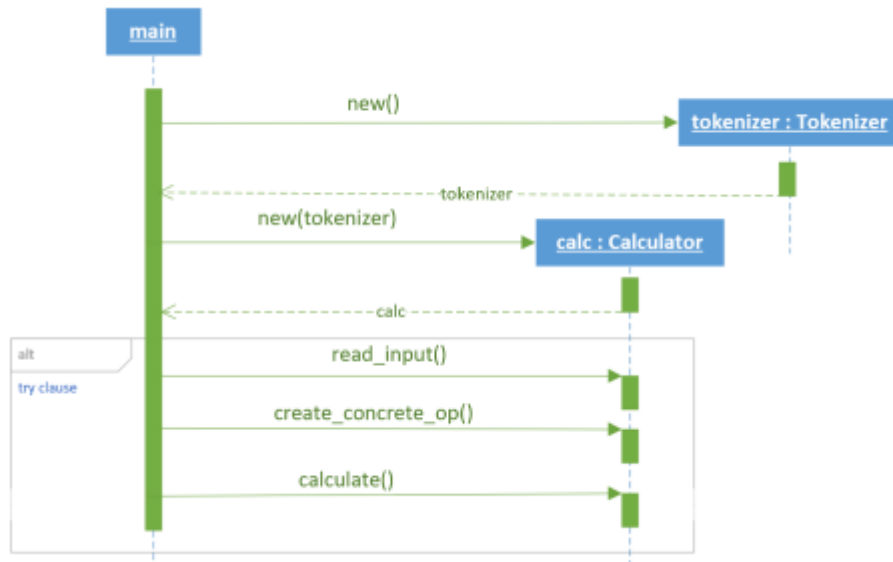 main
new()
tokenizer : Tokenizer
tokenizer
new(tokenizer)
calc : Calculator
calc
alt
read_input()
try clause
create_concrete_op()
calculate()